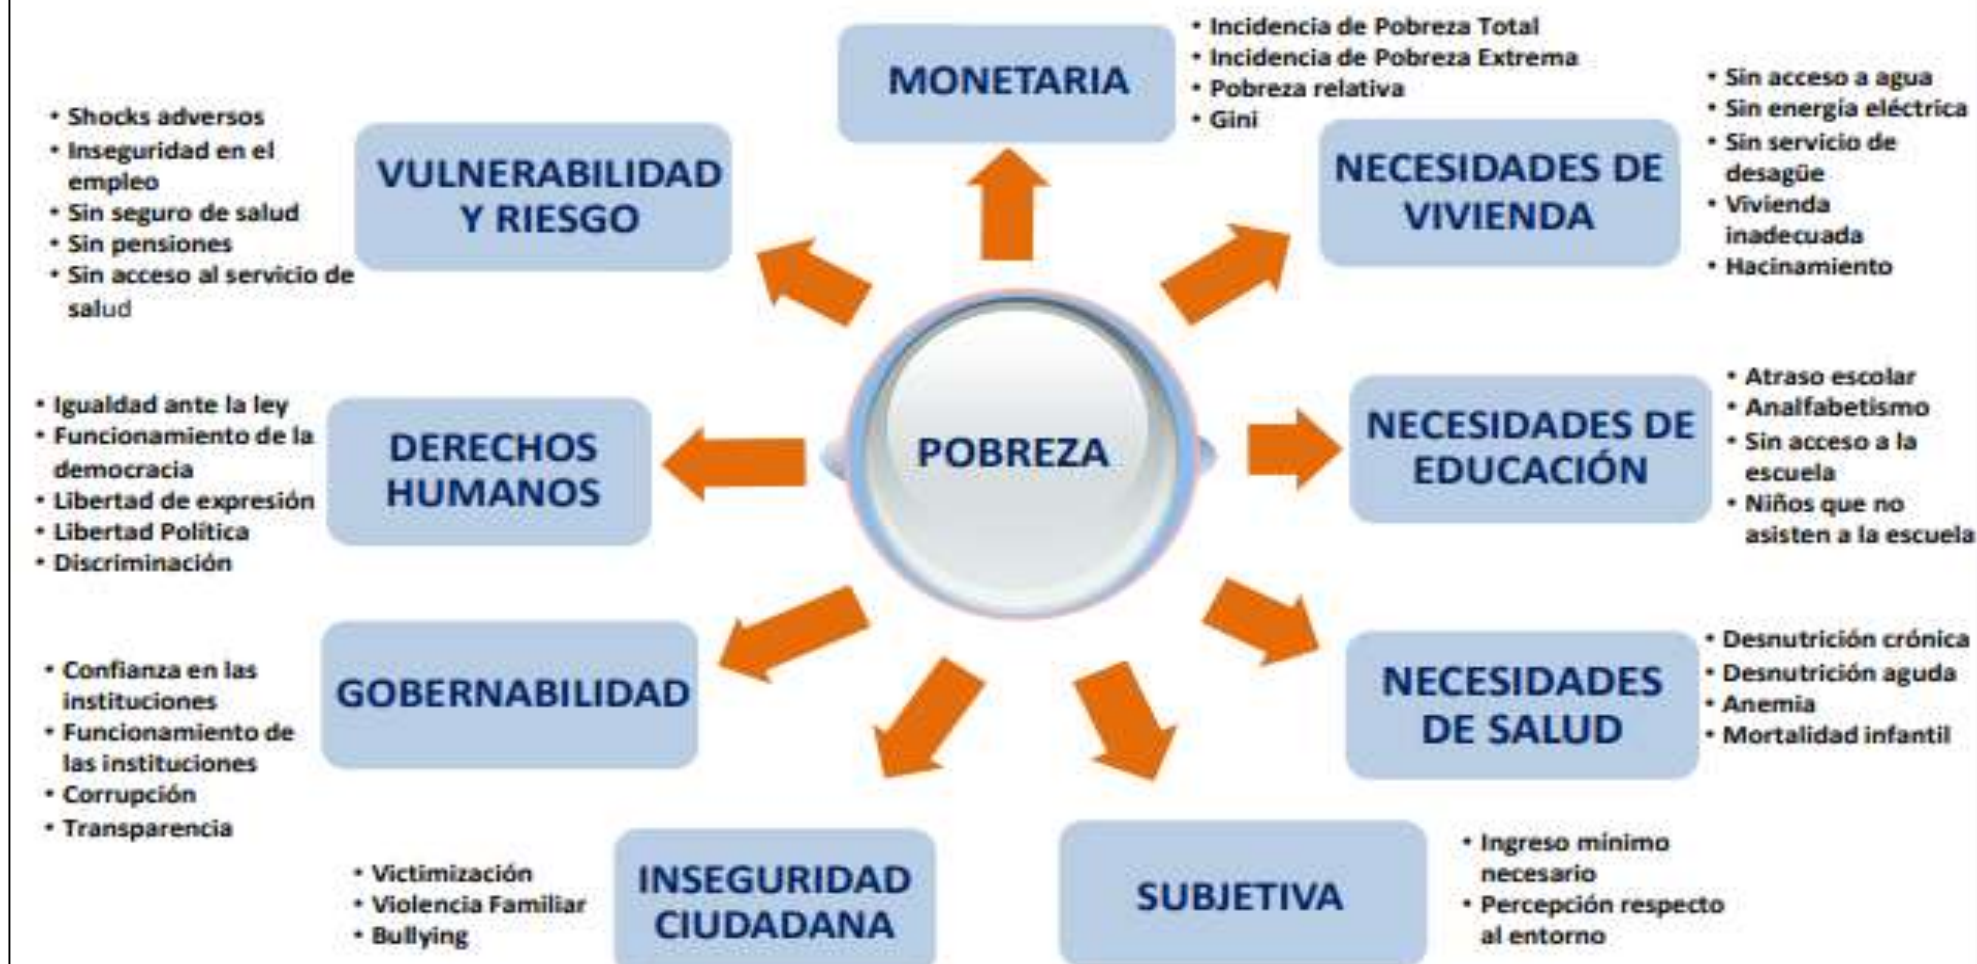 MONETARIA
• Incidencia de Pobreza Total
• Incidencia de Pobreza Extrema
• Pobreza relativa
• Gini
NECESIDADES DE
VIVIENDA
• Sin acceso a agua
• Sin energía eléctrica
• Sin servicio de
desagüe
• Vivienda
inadecuada
• Hacinamiento
NECESIDADES DE
EDUCACIÓN
• Atraso escolar
• Analfabetismo
• Sin acceso a la
escuela
• Niños que no
asisten a la escuela
NECESIDADES
DE SALUD
• Desnutrición crónica
• Desnutrición aguda
• Anemia
• Mortalidad infantil
SUBJETIVA
• Ingreso mínimo
necesario
• Percepción respecto
al entorno
INSEGURIDAD
CIUDADANA
• Victimización
• Violencia Familiar
• Bullying
GOBERNABILIDAD
• Confianza en las
instituciones
• Funcionamiento de
las instituciones
• Corrupción
• Transparencia
DERECHOS
HUMANOS
• Igualdad ante la ley
• Funcionamiento de la
democracia
• Libertad de expresión
• Libertad Política
• Discriminación
VULNERABILIDAD
Y RIESGO
• Shocks adversos
• Inseguridad en el
empleo
• Sin seguro de salud
• Sin pensiones
• Sin acceso al servicio de
salud
POBREZA